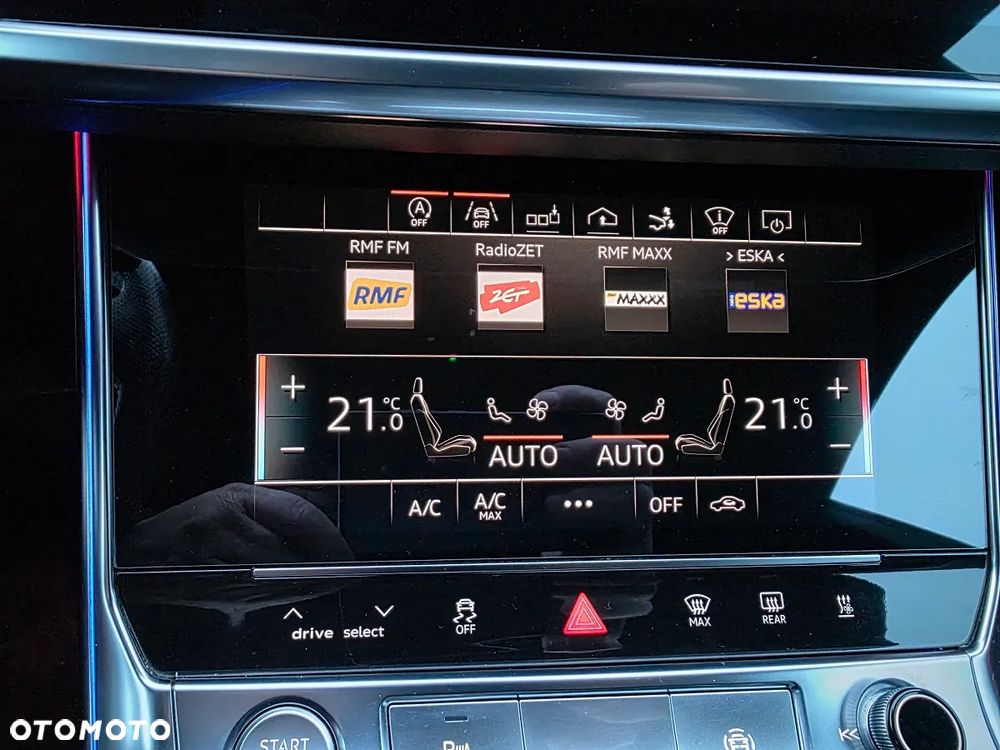 A
OFF
OFF
i
OFF
RMF FM RadioZET RMF MAXX > ESKA <
RMF ZET MAXXX eska
+ 21.0 °C 21.0 °C +
− AUTO AUTO −
A/C A/C MAX ••• OFF
drive select OFF MAX REAR
START P
OTOMOTO